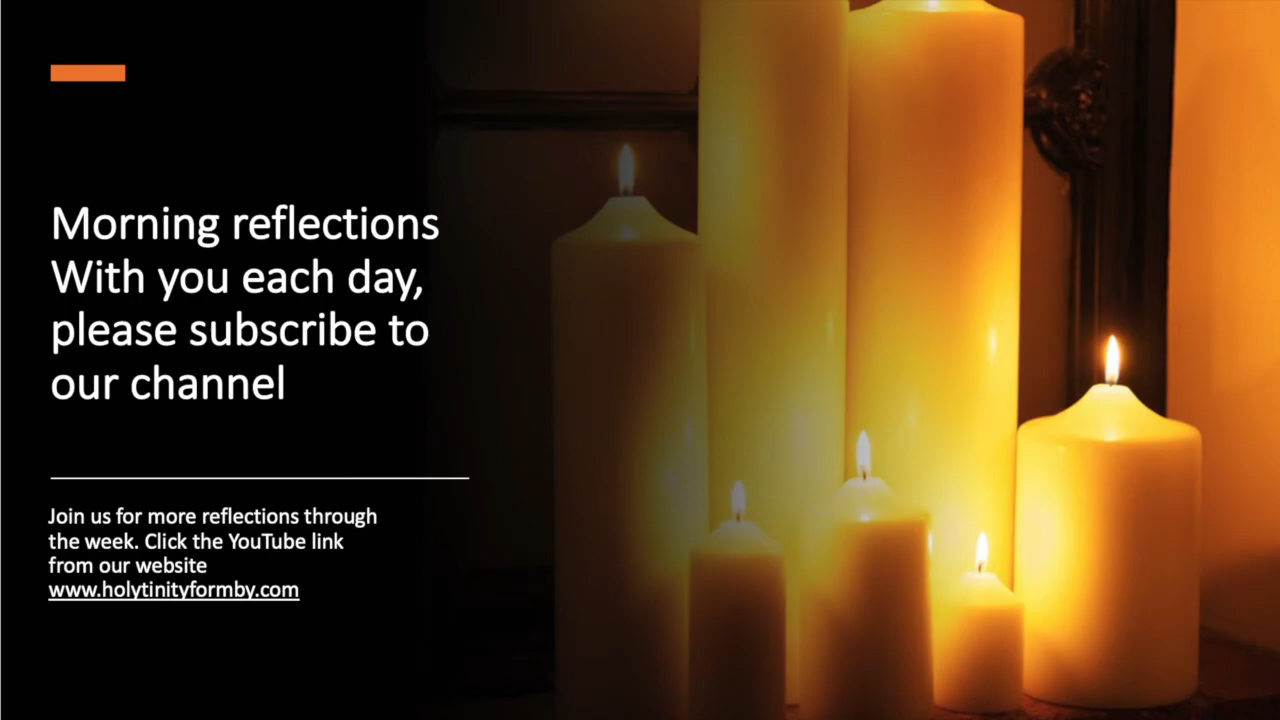 Morning reflections
With you each day,
please subscribe to
our channel
Join us for more reflections through
the week. Click the YouTube link
from our website
www.holytinityformby.com